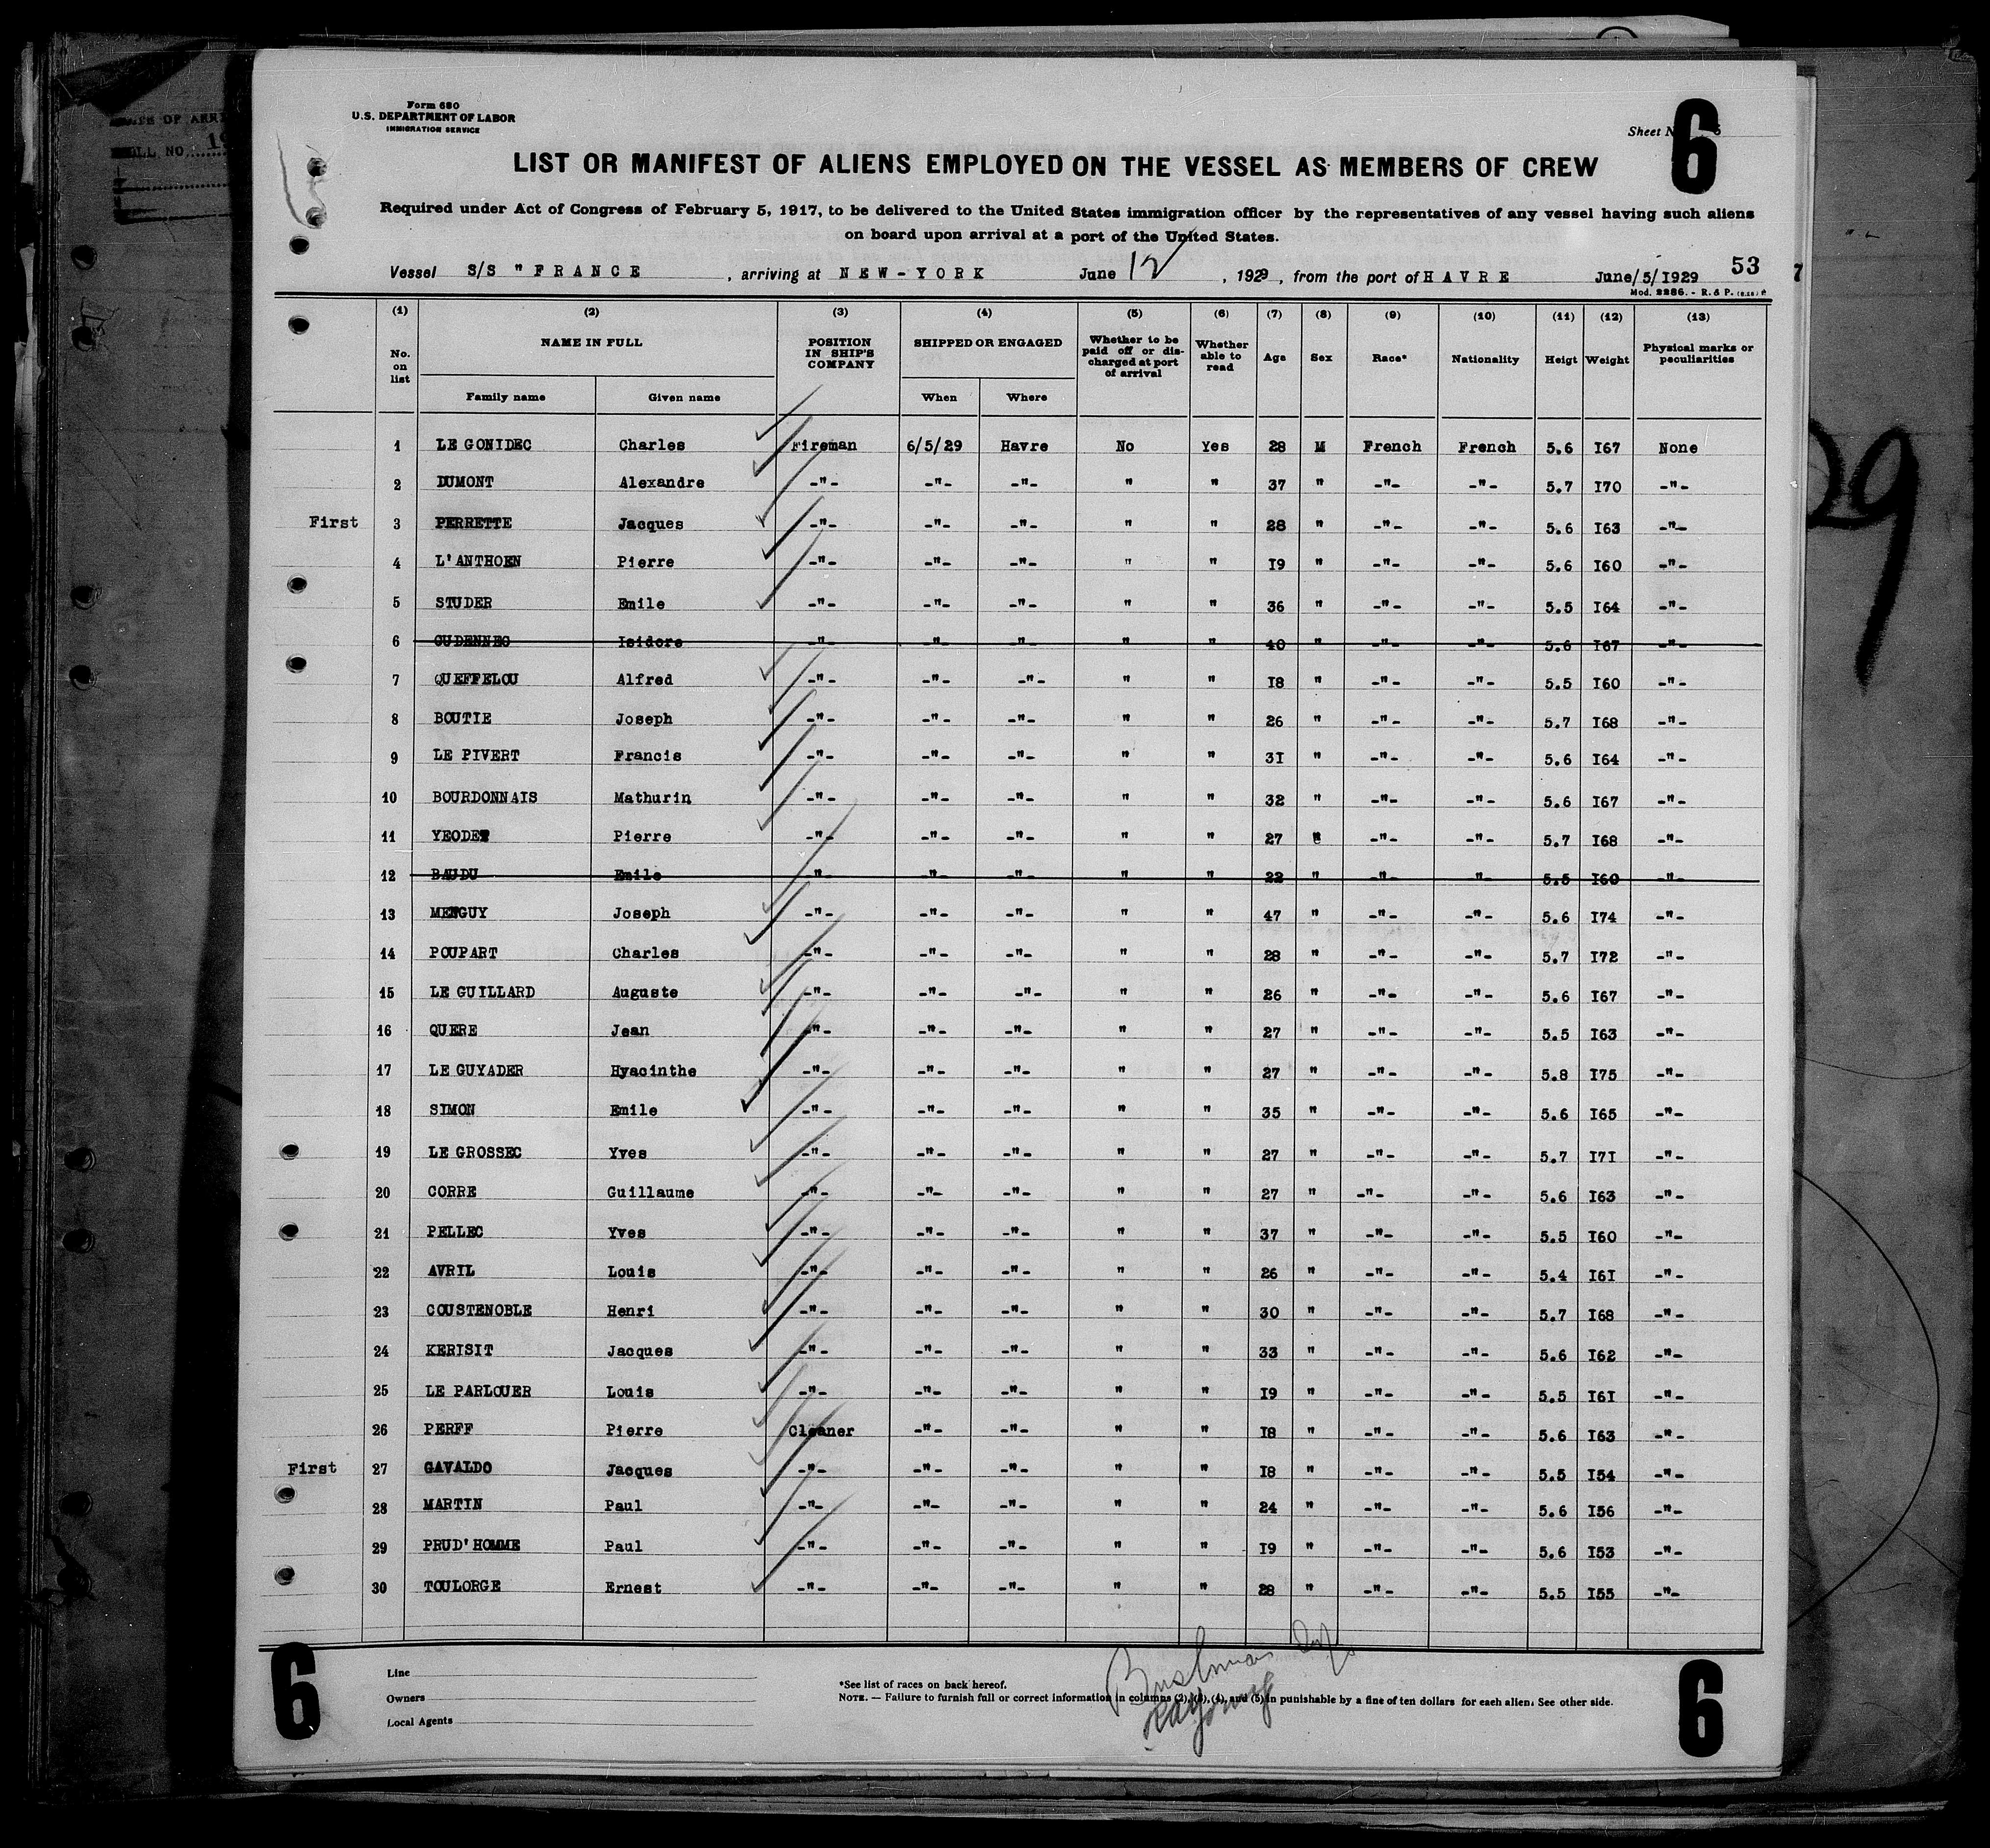 Form 680
U.S. DEPARTMENT OF LABOR
IMMIGRATION SERVICE
Sheet N
6
LIST OR MANIFEST OF ALIENS EMPLOYED ON THE VESSEL AS MEMBERS OF CREW
Required under Act of Congress of February 5, 1917, to be delivered to the United States immigration officer by the representatives of any vessel having such aliens
on board upon arrival at a port of the United States.
Vessel S/S "FRANCE , arriving at NEW-YORK June 12 , 1929 , from the port of HAVRE June/5/1929 53
Mod. 2286. - R. & P.
(1) (2) (3) (4) (5) (6) (7) (8) (9) (10) (11) (12) (13)
No. on list NAME IN FULL POSITION IN SHIP'S COMPANY SHIPPED OR ENGAGED Whether to be paid off or discharged at port of arrival Whether able to read Age Sex Race* Nationality Heigt Weight Physical marks or peculiarities
Family name Given name When Where
1 LE GONIDEC Charles Fireman 6/5/29 Havre No Yes 28 M French French 5.6 I67 None
2 DUMONT Alexandre -"- -"- -"- " " 37 " -"- -"- 5.7 I70 -"-
First 3 PERRETTE Jacques -"- -"- -"- " " 28 " -"- -"- 5.6 I63 -"-
4 L'ANTHOEN Pierre -"- -"- -"- " " I9 " -"- -"- 5.6 I60 -"-
5 STUDER Emile -"- -"- -"- " " 36 " -"- -"- 5.5 I64 -"-
6 GUDENNEC Isidore -"- -"- -"- " " 40 " -"- -"- 5.6 I67 -"-
7 QUEFFELOU Alfred -"- -"- -"- " " I8 " -"- -"- 5.5 I60 -"-
8 BOUTIE Joseph -"- -"- -"- " " 26 " -"- -"- 5.7 I68 -"-
9 LE PIVERT Francis -"- -"- -"- " " 3I " -"- -"- 5.6 I64 -"-
10 BOURDONNAIS Mathurin -"- -"- -"- " " 32 " -"- -"- 5.6 I67 -"-
11 YEODET Pierre -"- -"- -"- " " 27 " -"- -"- 5.7 I68 -"-
12 BAUDU Emile -"- -"- -"- " " 22 " -"- -"- 5.5 I60 -"-
13 MENGUY Joseph -"- -"- -"- " " 47 " -"- -"- 5.6 I74 -"-
14 POUPART Charles -"- -"- -"- " " 28 " -"- -"- 5.7 I72 -"-
15 LE GUILLARD Auguste -"- -"- -"- " " 26 " -"- -"- 5.6 I67 -"-
16 QUERE Jean -"- -"- -"- " " 27 " -"- -"- 5.5 I63 -"-
17 LE GUYADER Hyacinthe -"- -"- -"- " " 27 " -"- -"- 5.8 I75 -"-
18 SIMON Emile -"- -"- -"- " " 35 " -"- -"- 5.6 I65 -"-
19 LE GROSSEC Yves -"- -"- -"- " " 27 " -"- -"- 5.7 I7I -"-
20 CORRE Guillaume -"- -"- -"- " " 27 " -"- -"- 5.6 I63 -"-
21 PELLEC Yves -"- -"- -"- " " 37 " -"- -"- 5.5 I60 -"-
22 AVRIL Louis -"- -"- -"- " " 26 " -"- -"- 5.4 I6I -"-
23 COUSTENOBLE Henri -"- -"- -"- " " 30 " -"- -"- 5.7 I68 -"-
24 KERISIT Jacques -"- -"- -"- " " 33 " -"- -"- 5.6 I62 -"-
25 LE PARLOUER Louis -"- -"- -"- " " I9 " -"- -"- 5.5 I6I -"-
26 PERFF Pierre Cleaner -"- -"- " " I8 " -"- -"- 5.6 I63 -"-
First 27 GAVALDO Jacques -"- -"- -"- " " I8 " -"- -"- 5.5 I54 -"-
28 MARTIN Paul -"- -"- -"- " " 24 " -"- -"- 5.6 I56 -"-
29 PRUD'HOMME Paul -"- -"- -"- " " I9 " -"- -"- 5.6 I53 -"-
30 TOULORGE Ernest -"- -"- -"- " " 28 " -"- -"- 5.5 I55 -"-
6
Line
Owners
Local Agents
*See list of races on back hereof.
NOTE. — Failure to furnish full or correct information in columns (2), (3), (4), and (5) in punishable by a fine of ten dollars for each alien. See other side.
6
29